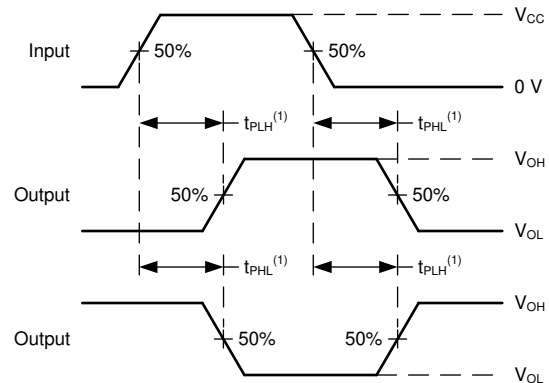 V_CC
Input 50% 50%
0 V
t_PLH^(1) t_PHL^(1)
V_OH
Output 50% 50%
V_OL
t_PHL^(1) t_PLH^(1)
V_OH
Output 50% 50%
V_OL